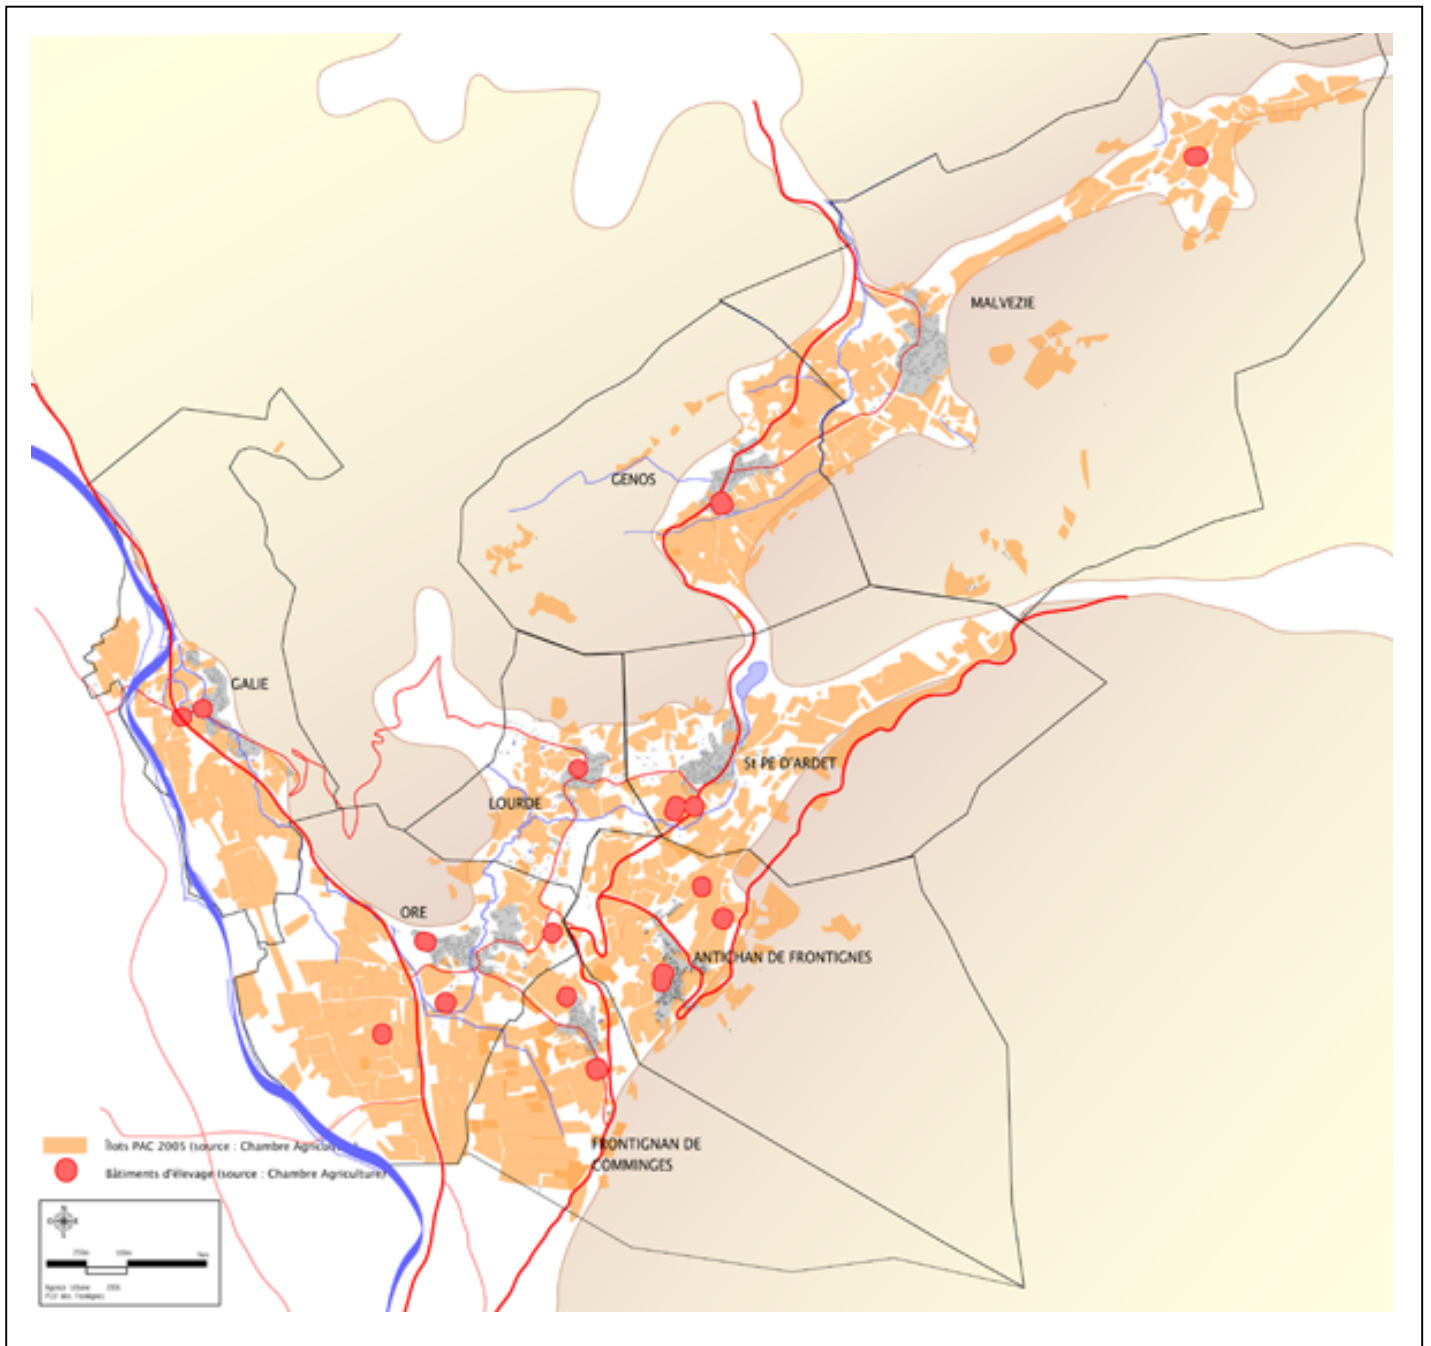 MALVEZIE
GENOS
GALIE
St PE D'ARDET
LOURDE
ORE
ANTICHAN DE FRONTIGNES
FRONTIGNAN DE
COMMINGES
Îlots PAC 2005 (source : Chambre Agriculture)
Bâtiments d'élevage (source : Chambre Agriculture)